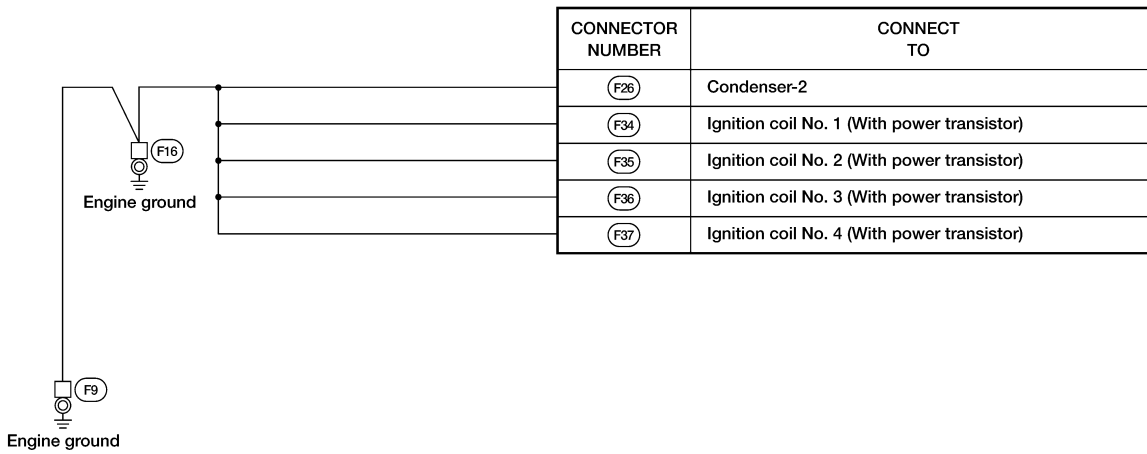 CONNECTOR NUMBER
CONNECT TO
F26 Condenser-2
F34 Ignition coil No. 1 (With power transistor)
F35 Ignition coil No. 2 (With power transistor)
F36 Ignition coil No. 3 (With power transistor)
F37 Ignition coil No. 4 (With power transistor)
F16
Engine ground
F9
Engine ground